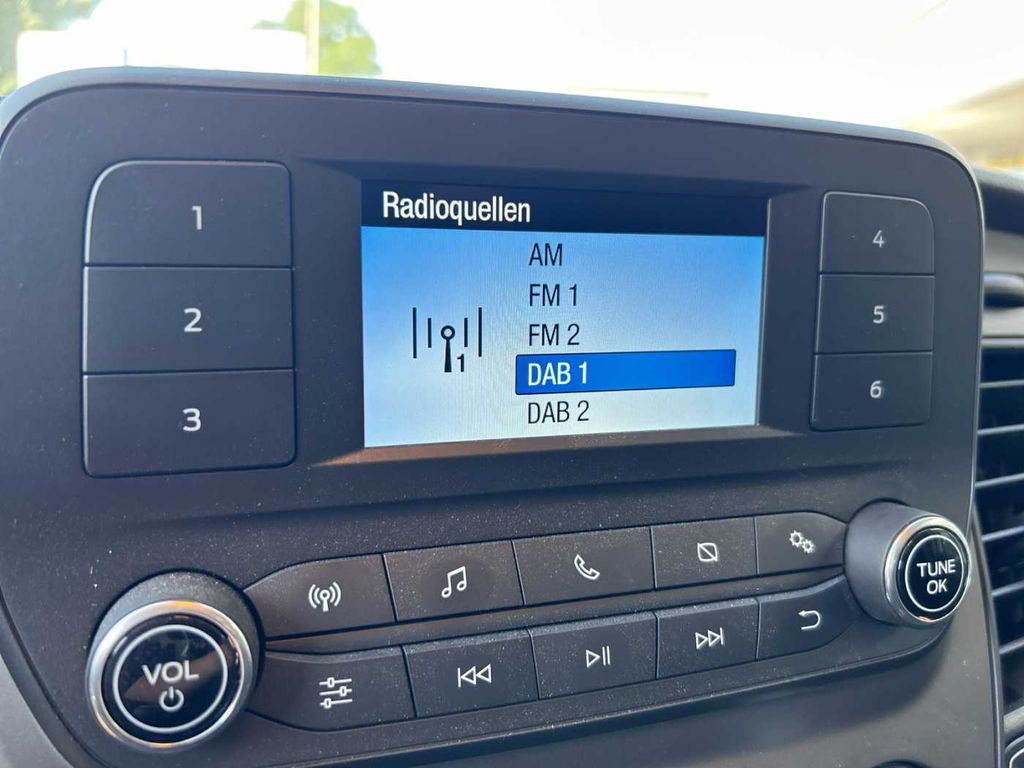 Radioquellen
AM
FM 1
FM 2
DAB 1
DAB 2
1
1
2
3
4
5
6
VOL
TUNE
OK